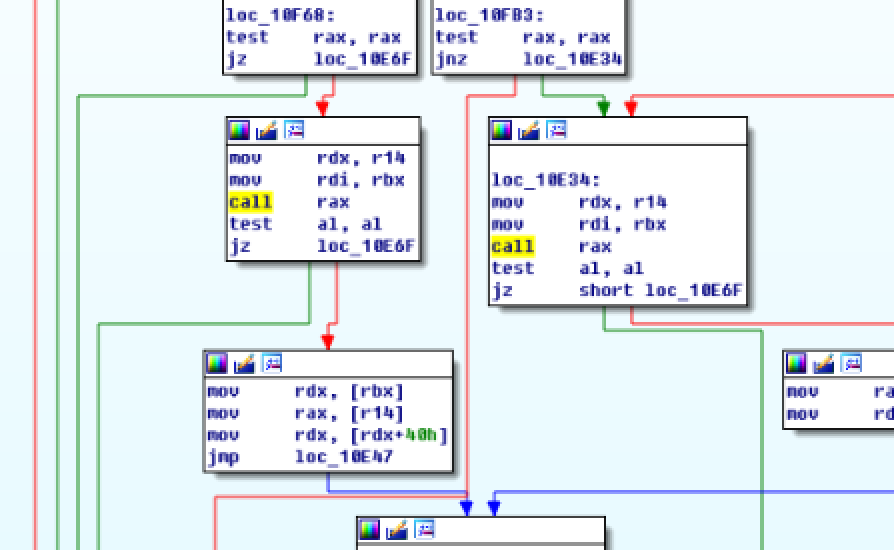 loc_10F68:
test rax, rax
jz loc_10E6F
loc_10FB3:
test rax, rax
jnz loc_10E34
mov rdx, r14
mov rdi, rbx
call rax
test al, al
jz loc_10E6F
loc_10E34:
mov rdx, r14
mov rdi, rbx
call rax
test al, al
jz short loc_10E6F
mov rdx, [rbx]
mov rax, [r14]
mov rdx, [rdx+40h]
jmp loc_10E47
mov ra
mov rd